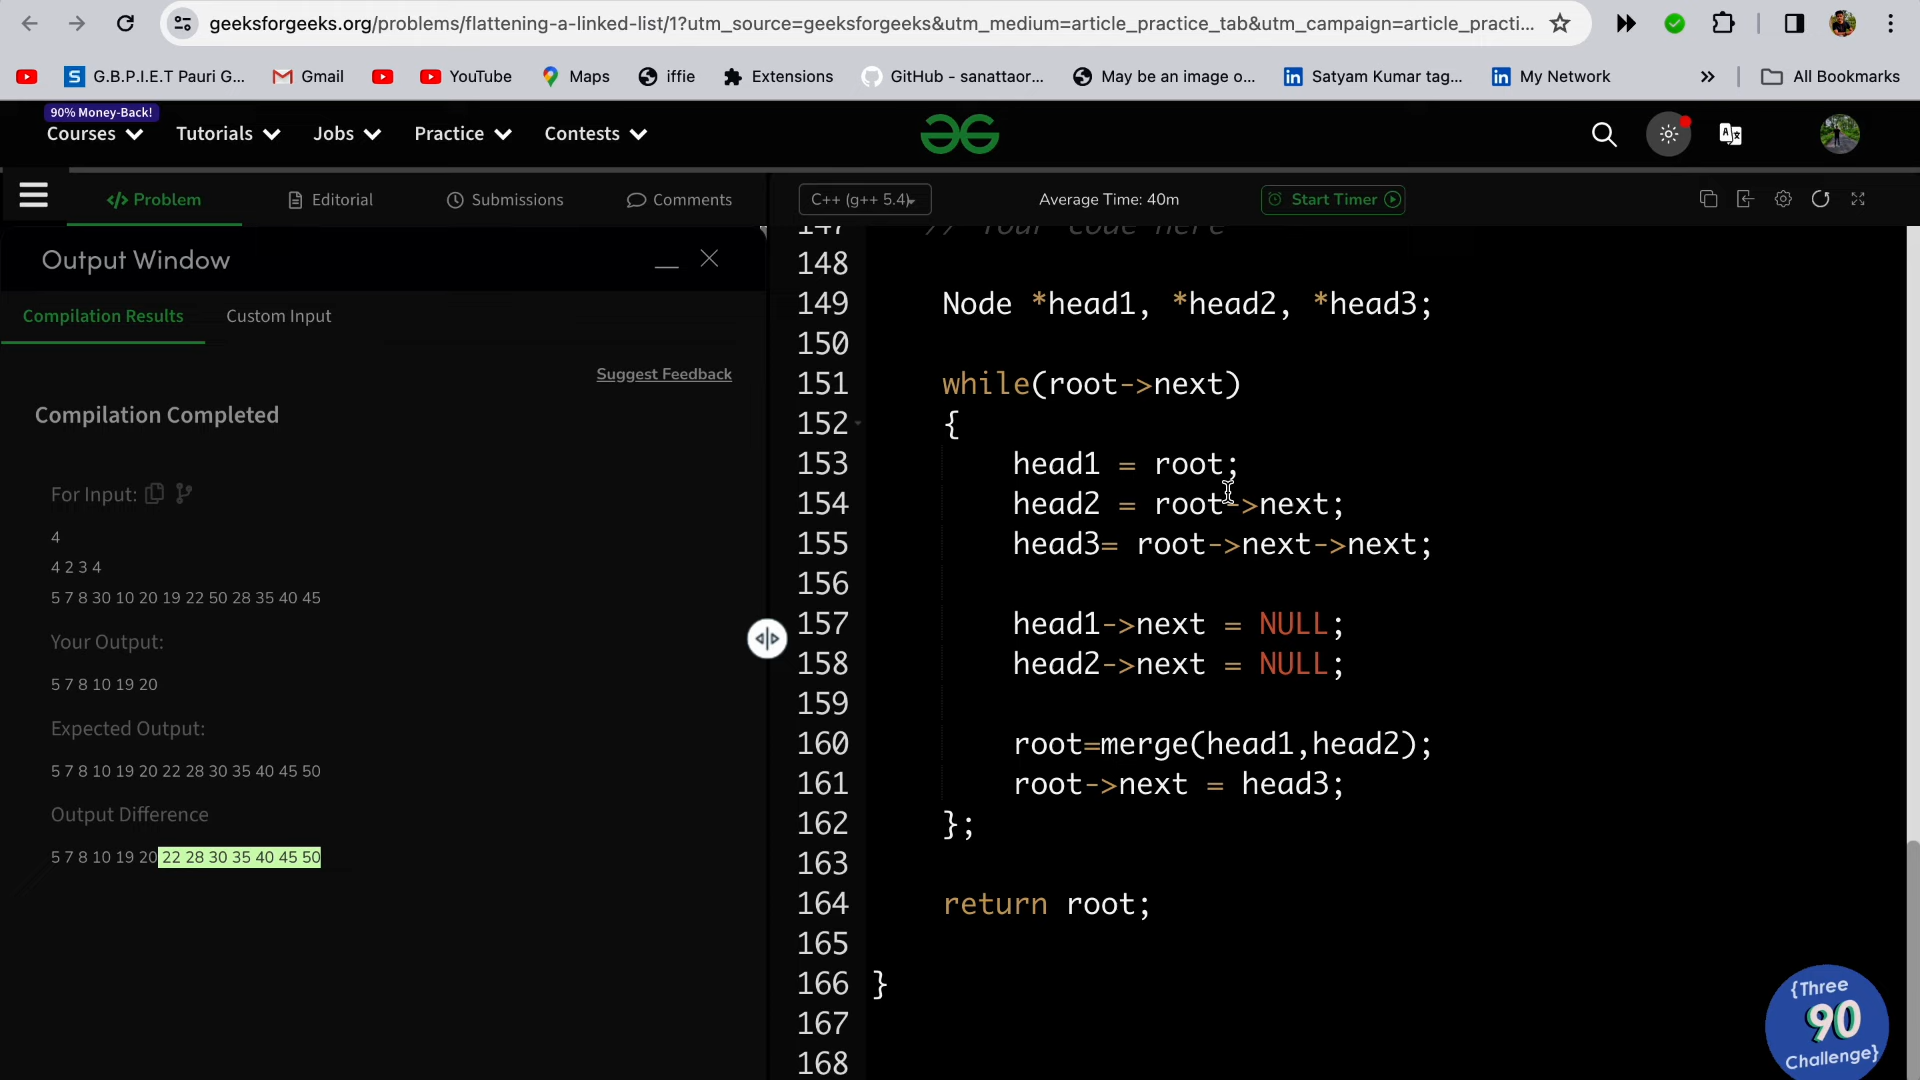 geeksforgeeks.org/problems/flattening-a-linked-list/1?utm_source=geeksforgeeks&utm_medium=article_practice_tab&utm_campaign=article_practi...
G.B.P.I.E.T Pauri G... Gmail YouTube Maps iffie Extensions GitHub - sanattaor... May be an image o... Satyam Kumar tag... My Network » All Bookmarks
90% Money-Back!
Courses Tutorials Jobs Practice Contests
</> Problem Editorial Submissions Comments C++ (g++ 5.4) Average Time: 40m Start Timer
Output Window
Compilation Results Custom Input
Suggest Feedback
Compilation Completed
For Input:
4
4 2 3 4
5 7 8 30 10 20 19 22 50 28 35 40 45
Your Output:
5 7 8 10 19 20
Expected Output:
5 7 8 10 19 20 22 28 30 35 40 45 50
Output Difference
5 7 8 10 19 20 22 28 30 35 40 45 50
147 // Your code here
148
149 Node *head1, *head2, *head3;
150
151 while(root->next)
152 {
153 head1 = root;
154 head2 = root->next;
155 head3= root->next->next;
156
157 head1->next = NULL;
158 head2->next = NULL;
159
160 root=merge(head1,head2);
161 root->next = head3;
162 };
163
164 return root;
165
166 }
167
168
{Three
90
Challenge}